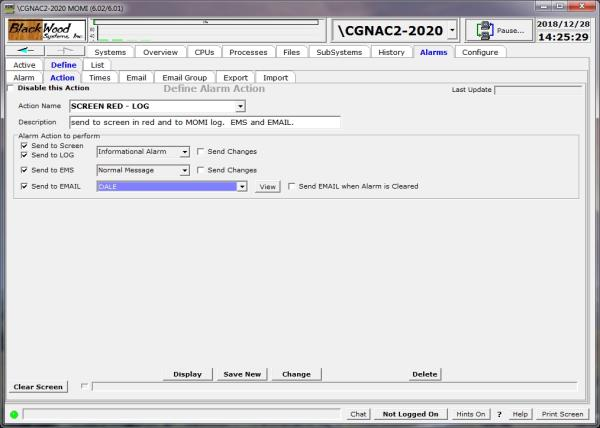 \CGNAC2-2020 MOMI (6.02/6.01)
BlackWood
Systems, Inc
\CGNAC2-2020
Pause...
2018/12/28
14:25:29
Systems Overview CPUs Processes Files SubSystems History Alarms Configure
Active Define List
Alarm Action Times Email Email Group Export Import
Disable this Action
Define Alarm Action
Last Update
Action Name SCREEN RED - LOG
Description send to screen in red and to MOMI log. EMS and EMAIL.
Alarm Action to perform
Send to Screen
Send to LOG Informational Alarm Send Changes
Send to EMS Normal Message Send Changes
Send to EMAIL DALE View Send EMAIL when Alarm is Cleared
Display Save New Change Delete
Clear Screen
Chat Not Logged On Hints On ? Help Print Screen